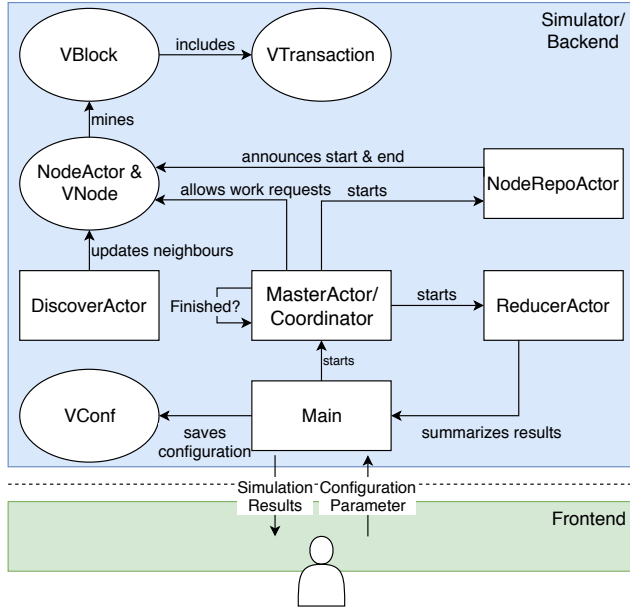 Simulator/
Backend
VBlock
includes
VTransaction
mines
NodeActor &
VNode
announces start & end
NodeRepoActor
allows work requests
starts
updates neighbours
DiscoverActor
Finished?
MasterActor/
Coordinator
starts
ReducerActor
starts
VConf
saves
configuration
Main
summarizes results
Simulation
Results
Configuration
Parameter
Frontend